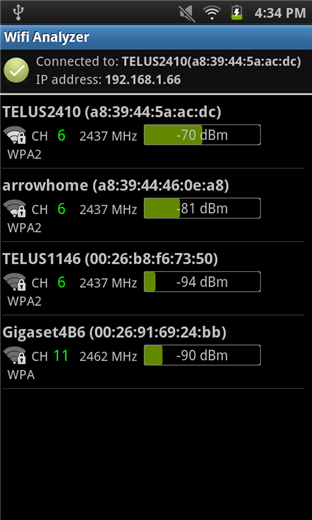 4:34 PM
Wifi Analyzer
Connected to: TELUS2410(a8:39:44:5a:ac:dc)
IP address: 192.168.1.66
TELUS2410 (a8:39:44:5a:ac:dc)
CH 6 2437 MHz -70 dBm
WPA2
arrowhome (a8:39:44:46:0e:a8)
CH 6 2437 MHz -81 dBm
WPA2
TELUS1146 (00:26:b8:f6:73:50)
CH 6 2437 MHz -94 dBm
WPA2
Gigaset4B6 (00:26:91:69:24:bb)
CH 11 2462 MHz -90 dBm
WPA